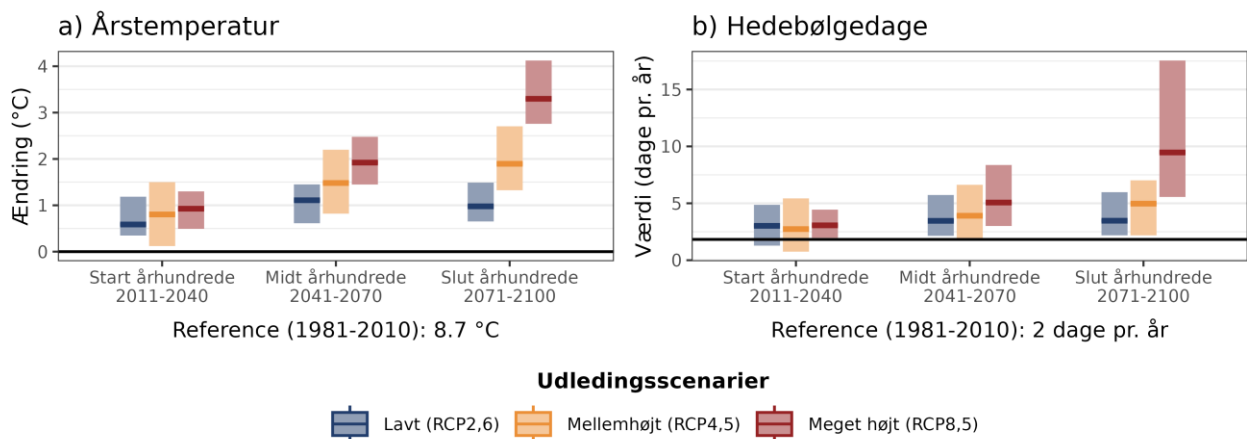 a) Årstemperatur
Ændring (°C)
4
3
2
1
0
Start århundrede
2011-2040
Midt århundrede
2041-2070
Slut århundrede
2071-2100
Reference (1981-2010): 8.7 °C
b) Hedebølgedage
Værdi (dage pr. år)
15
10
5
0
Start århundrede
2011-2040
Midt århundrede
2041-2070
Slut århundrede
2071-2100
Reference (1981-2010): 2 dage pr. år
Udledingsscenarier
Lavt (RCP2,6)
Mellemhøjt (RCP4,5)
Meget højt (RCP8,5)